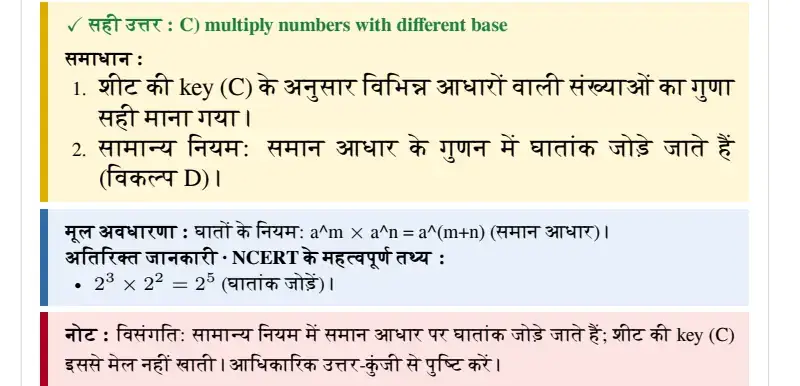 ✓ सही उत्तर : C) multiply numbers with different base
समाधान :
1. शीट की key (C) के अनुसार विभिन्न आधारों वाली संख्याओं का गुणा
सही माना गया।
2. सामान्य नियम: समान आधार के गुणन में घातांक जोड़े जाते हैं
(विकल्प D)।
मूल अवधारणा : घातों के नियम: a^m × a^n = a^(m+n) (समान आधार)।
अतिरिक्त जानकारी · NCERT के महत्वपूर्ण तथ्य :
• 2³ × 2² = 2⁵ (घातांक जोड़ें)।
नोट : विसंगति: सामान्य नियम में समान आधार पर घातांक जोड़े जाते हैं; शीट की key (C)
इससे मेल नहीं खाती। आधिकारिक उत्तर-कुंजी से पुष्टि करें।